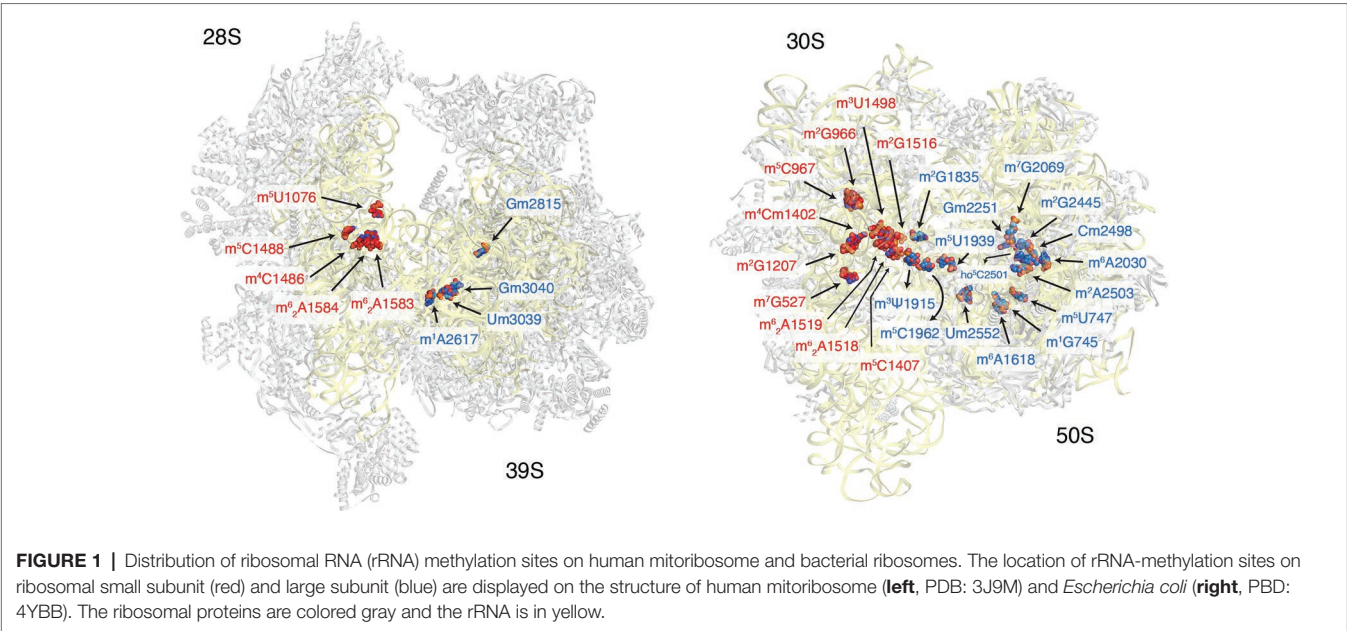 28S
m⁵U1076
m⁵C1488
m⁴C1486
m⁶₂A1584
m⁶₂A1583
Gm2815
Gm3040
Um3039
m¹A2617
39S
30S
m³U1498
m²G966
m²G1516
m⁵C967
m²G1835
m⁷G2069
m⁴Cm1402
Gm2251
m²G2445
m⁵U1939
Cm2498
m²G1207
ho⁵C2501
m⁶A2030
m⁷G527
m³Ψ1915
m²A2503
m⁶₂A1519
m⁵C1962
Um2552
m⁵U747
m⁶₂A1518
m¹G745
m⁵C1407
m⁶A1618
50S
FIGURE 1 | Distribution of ribosomal RNA (rRNA) methylation sites on human mitoribosome and bacterial ribosomes. The location of rRNA-methylation sites on
ribosomal small subunit (red) and large subunit (blue) are displayed on the structure of human mitoribosome (left, PDB: 3J9M) and Escherichia coli (right, PBD:
4YBB). The ribosomal proteins are colored gray and the rRNA is in yellow.